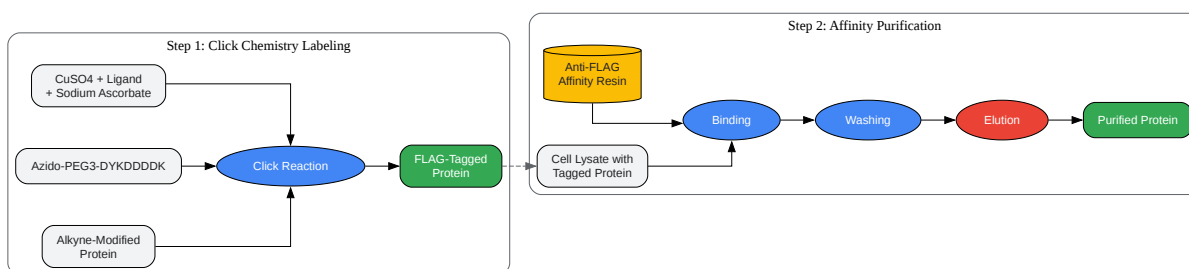 Step 1: Click Chemistry Labeling
CuSO4 + Ligand
+ Sodium Ascorbate
Azido-PEG3-DYKDDDDK
Click Reaction
FLAG-Tagged
Protein
Alkyne-Modified
Protein
Step 2: Affinity Purification
Anti-FLAG
Affinity Resin
Binding
Washing
Elution
Purified Protein
Cell Lysate with
Tagged Protein